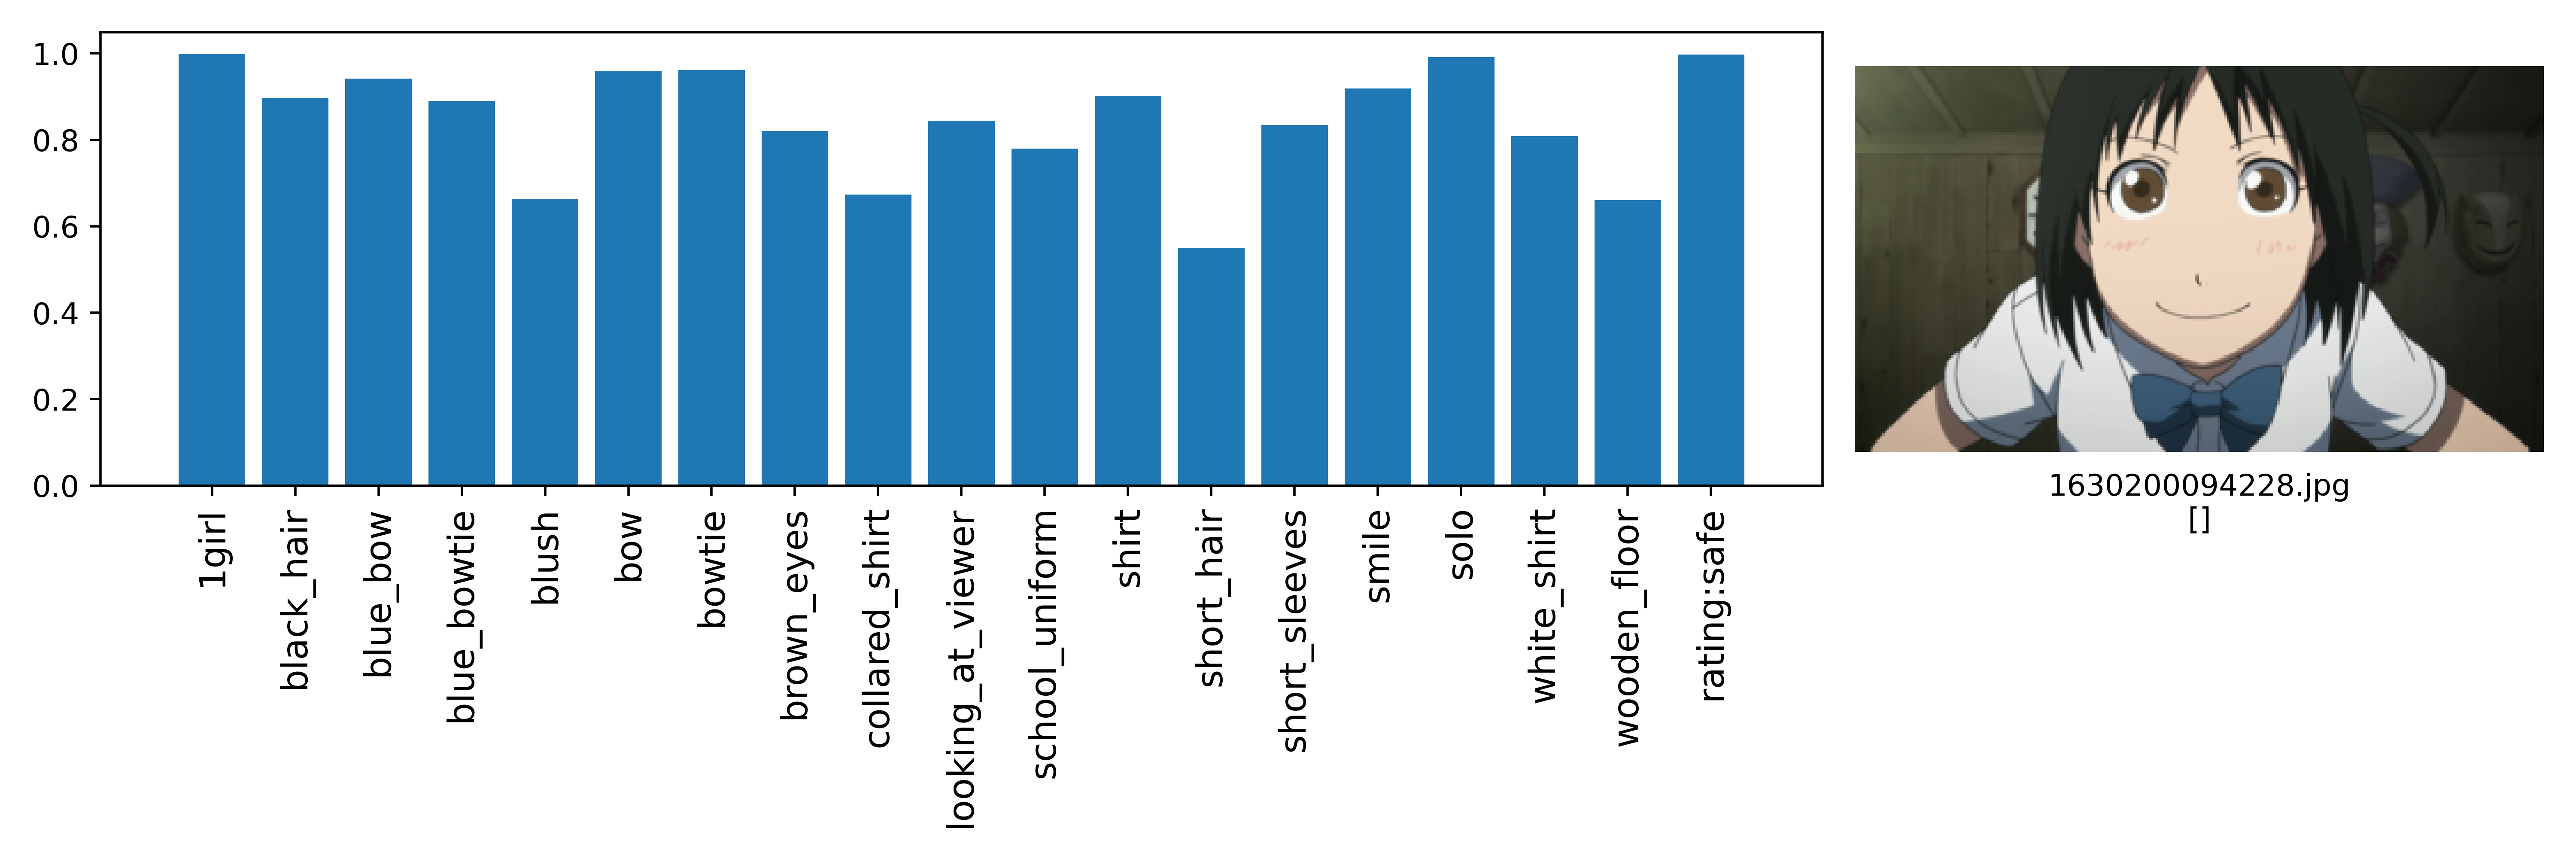 1.0
0.8
0.6
0.4
0.2
0.0
1girl
black_hair
blue_bow
blue_bowtie
blush
bow
bowtie
brown_eyes
collared_shirt
looking_at_viewer
school_uniform
shirt
short_hair
short_sleeves
smile
solo
white_shirt
wooden_floor
rating:safe
1630200094228.jpg
[]